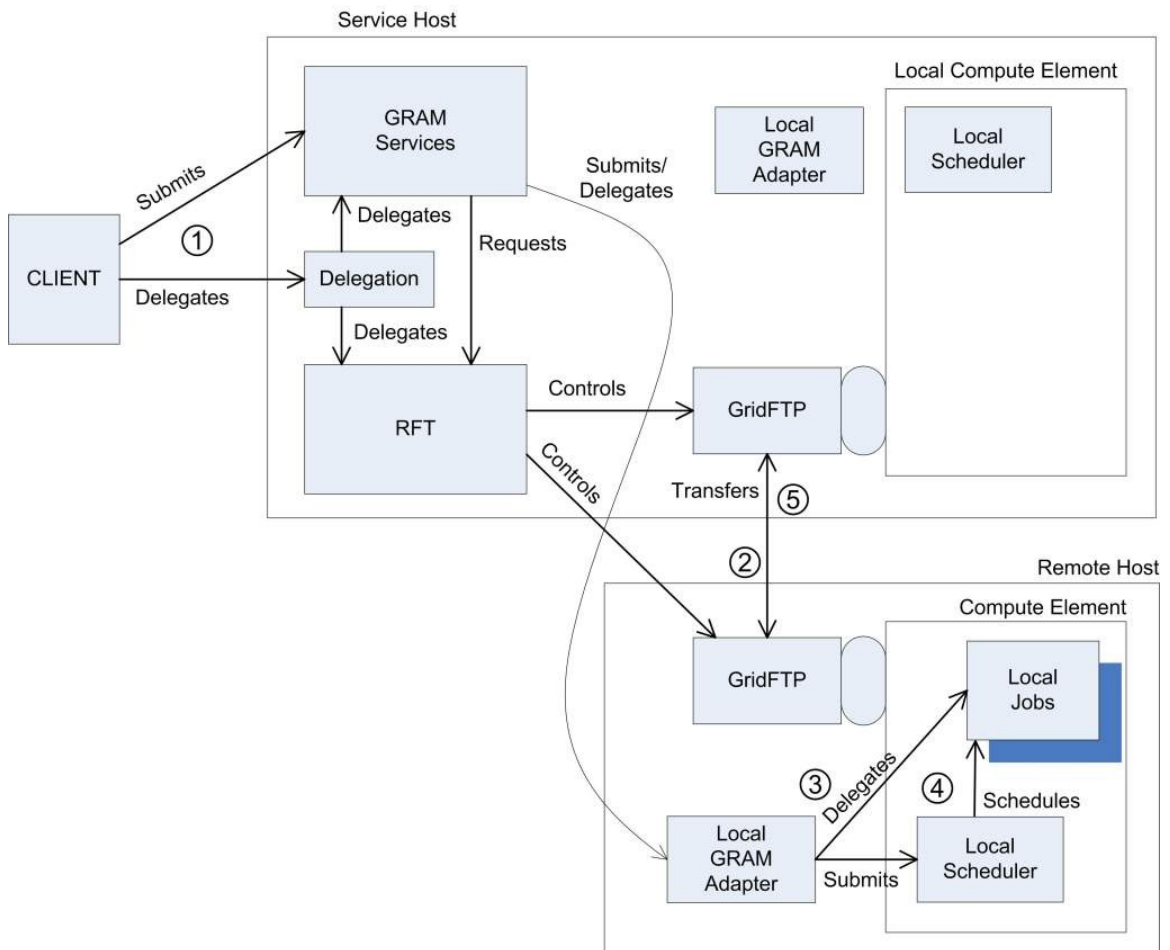 Service Host
Local Compute Element
GRAM
Services
Local
GRAM
Adapter
Local
Scheduler
Submits/
Delegates
Submits
①
Delegates
Requests
CLIENT
Delegation
Delegates
Delegates
Controls
RFT
GridFTP
Controls
Transfers
⑤
②
Remote Host
Compute Element
GridFTP
Local
Jobs
③
Delegates
④
Schedules
Local
GRAM
Adapter
Submits
Local
Scheduler